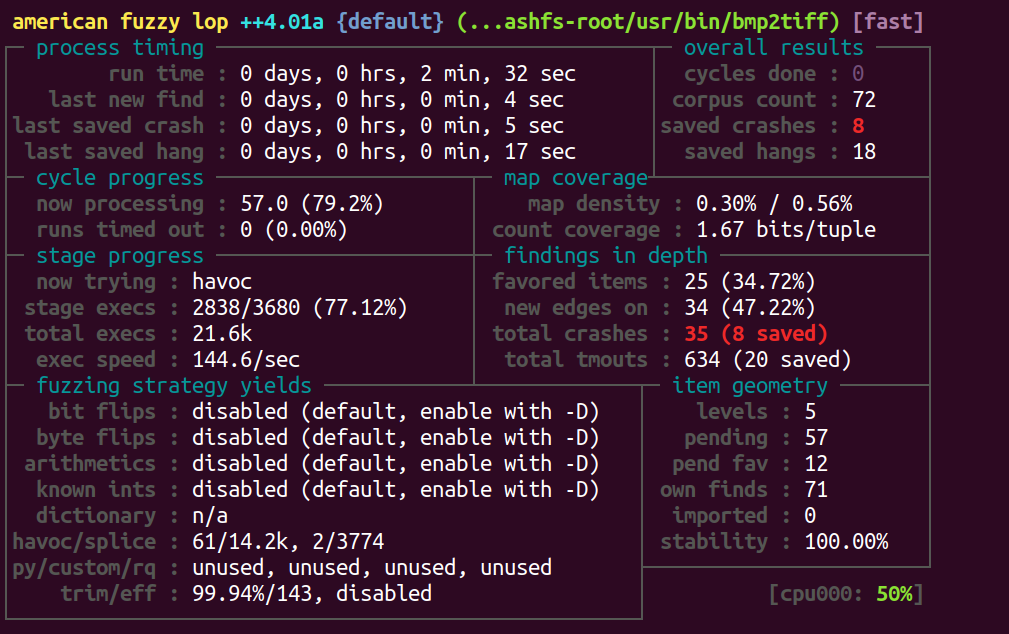 american fuzzy lop ++4.01a {default} (...ashfs-root/usr/bin/bmp2tiff) [fast]
process timing overall results
run time : 0 days, 0 hrs, 2 min, 32 sec cycles done : 0
last new find : 0 days, 0 hrs, 0 min, 4 sec corpus count : 72
last saved crash : 0 days, 0 hrs, 0 min, 5 sec saved crashes : 8
last saved hang : 0 days, 0 hrs, 0 min, 17 sec saved hangs : 18
cycle progress map coverage
now processing : 57.0 (79.2%) map density : 0.30% / 0.56%
runs timed out : 0 (0.00%) count coverage : 1.67 bits/tuple
stage progress findings in depth
now trying : havoc favored items : 25 (34.72%)
stage execs : 2838/3680 (77.12%) new edges on : 34 (47.22%)
total execs : 21.6k total crashes : 35 (8 saved)
exec speed : 144.6/sec total tmouts : 634 (20 saved)
fuzzing strategy yields item geometry
bit flips : disabled (default, enable with -D) levels : 5
byte flips : disabled (default, enable with -D) pending : 57
arithmetics : disabled (default, enable with -D) pend fav : 12
known ints : disabled (default, enable with -D) own finds : 71
dictionary : n/a imported : 0
havoc/splice : 61/14.2k, 2/3774 stability : 100.00%
py/custom/rq : unused, unused, unused, unused
trim/eff : 99.94%/143, disabled [cpu000: 50%]